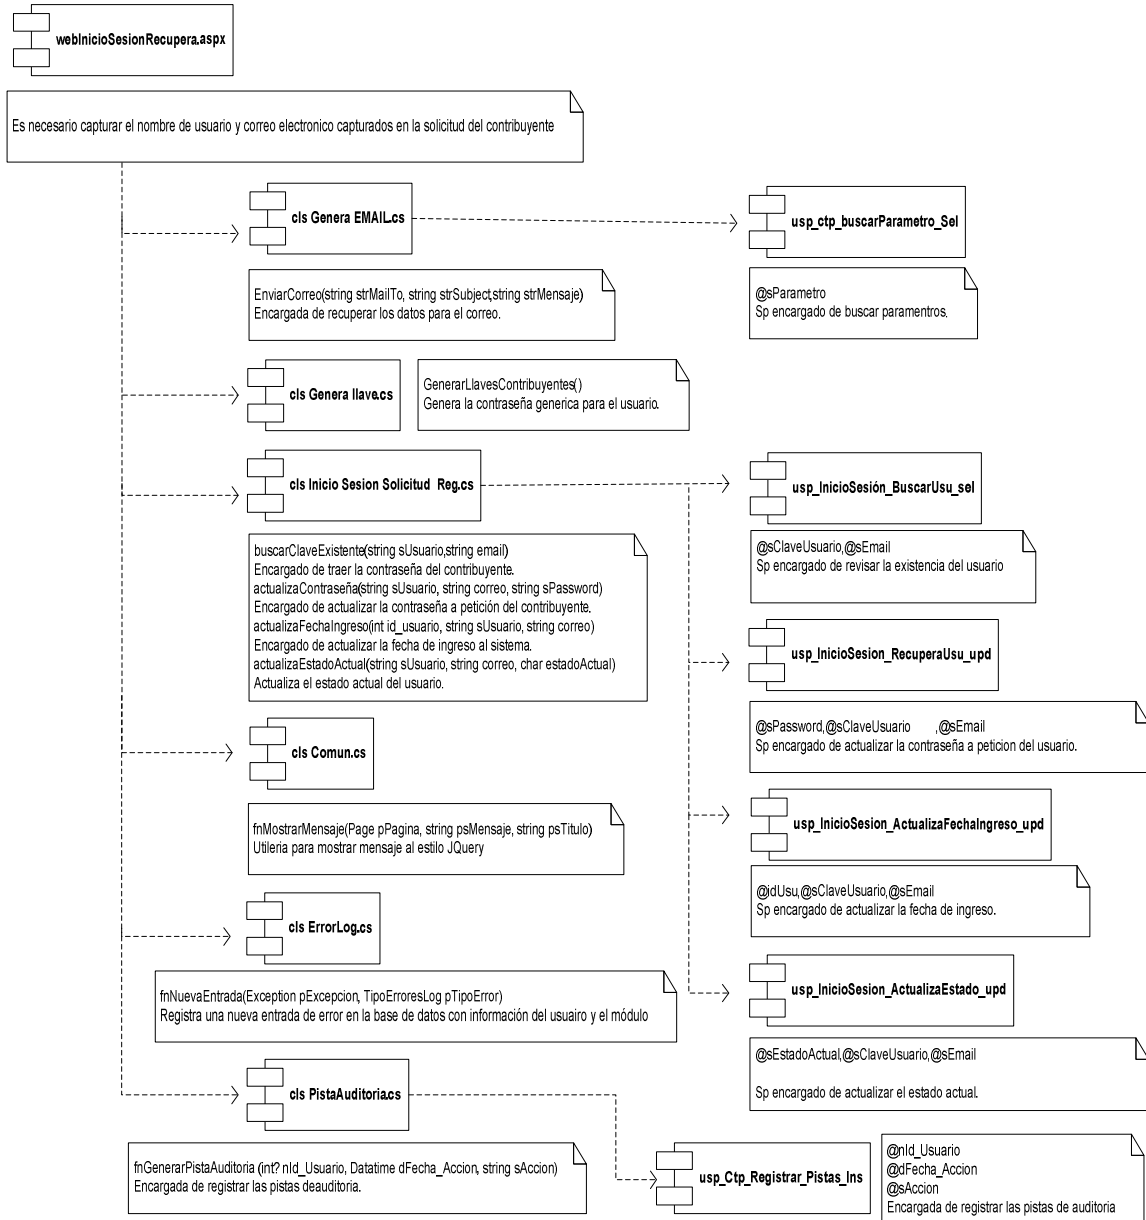 webInicioSesionRecupera.aspx
Es necesario capturar el nombre de usuario y correo electronico capturados en la solicitud del contribuyente
cls Genera EMAIL.cs
usp_ctp_buscarParametro_Sel
EnviarCorreo(string strMailTo, string strSubject,string strMensaje)
Encargada de recuperar los datos para el correo.
@sParametro
Sp encargado de buscar paramentros.
cls Genera llave.cs
GenerarLlavesContribuyentes()
Genera la contraseña generica para el usuario.
cls Inicio Sesion Solicitud_Reg.cs
usp_InicioSesión_BuscarUsu_sel
buscarClaveExistente(string sUsuario,string email)
Encargado de traer la contraseña del contribuyente.
actualizaContraseña(string sUsuario, string correo, string sPassword)
Encargado de actualizar la contraseña a petición del contribuyente.
actualizaFechaIngreso(int id_usuario, string sUsuario, string correo)
Encargado de actualizar la fecha de ingreso al sistema.
actualizaEstadoActual(string sUsuario, string correo, char estadoActual)
Actualiza el estado actual del usuario.
@sClaveUsuario,@sEmail
Sp encargado de revisar la existencia del usuario
usp_InicioSesion_RecuperaUsu_upd
@sPassword,@sClaveUsuario ,@sEmail
Sp encargado de actualizar la contraseña a peticion del usuario.
cls Comun.cs
fnMostrarMensaje(Page pPagina, string psMensaje, string psTitulo)
Utileria para mostrar mensaje al estilo JQuery
usp_InicioSesion_ActualizaFechaIngreso_upd
@idUsu,@sClaveUsuario,@sEmail
Sp encargado de actualizar la fecha de ingreso.
cls ErrorLog.cs
fnNuevaEntrada(Exception pExcepcion, TipoErroresLog pTipoError)
Registra una nueva entrada de error en la base de datos con información del usuairo y el módulo
usp_InicioSesion_ActualizaEstado_upd
@sEstadoActual,@sClaveUsuario,@sEmail
Sp encargado de actualizar el estado actual.
cls PistaAuditoria.cs
fnGenerarPistaAuditoria (int? nId_Usuario, Datatime dFecha_Accion, string sAccion)
Encargada de registrar las pistas deauditoria.
usp_Ctp_Registrar_Pistas_Ins
@nId_Usuario
@dFecha_Accion
@sAccion
Encargada de registrar las pistas de auditoria